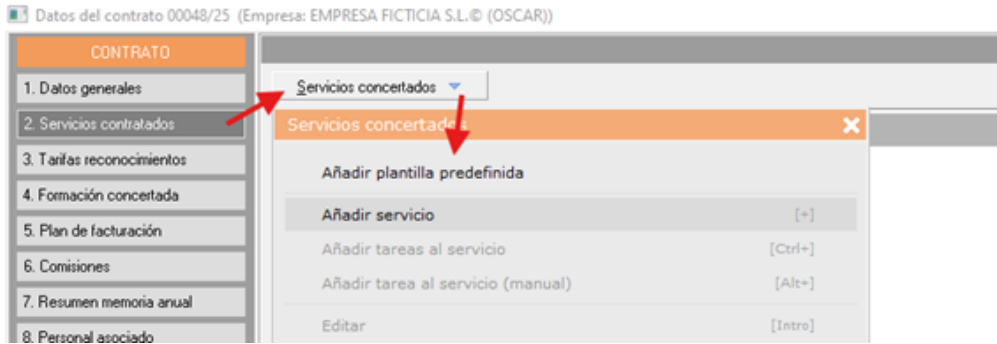 Datos del contrato 00048/25 (Empresa: EMPRESA FICTICIA S.L.© (OSCAR))
CONTRATO
1. Datos generales
2. Servicios contratados
3. Tarifas reconocimientos
4. Formación concertada
5. Plan de facturación
6. Comisiones
7. Resumen memoria anual
8. Personal asociado
Servicios concertados
Servicios concertados
Añadir plantilla predefinida
Añadir servicio [+]
Añadir tareas al servicio [Ctrl+]
Añadir tarea al servicio (manual) [Alt+]
Editar [Intro]